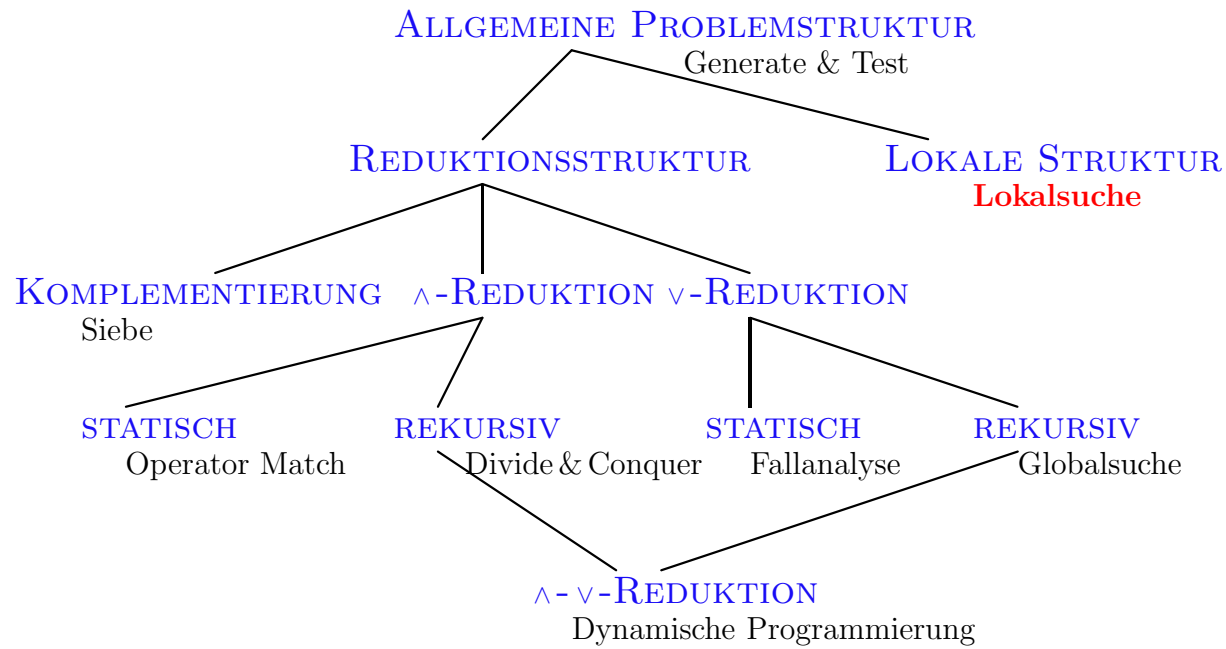 ALLGEMEINE PROBLEMSTRUKTUR
Generate & Test
REDUKTIONSSTRUKTUR
LOKALE STRUKTUR
Lokalsuche
KOMPLEMENTIERUNG
Siebe
∧-REDUKTION
∨-REDUKTION
STATISCH
Operator Match
REKURSIV
Divide & Conquer
STATISCH
Fallanalyse
REKURSIV
Globalsuche
∧-∨-REDUKTION
Dynamische Programmierung